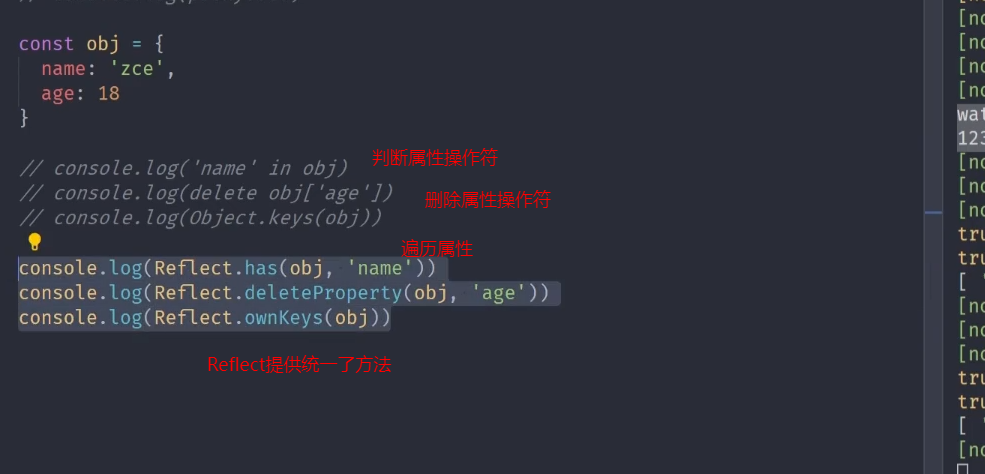 const obj = {
name: 'zce',
age: 18
}
// console.log('name' in obj) 判断属性操作符
// console.log(delete obj['age']) 删除属性操作符
// console.log(Object.keys(obj))
遍历属性
console.log(Reflect.has(obj, 'name'))
console.log(Reflect.deleteProperty(obj, 'age'))
console.log(Reflect.ownKeys(obj))
Reflect提供统一了方法
[no
[no
[no
[no
wat
123
[no
[no
[no
tru
tru
[ '
[no
[no
[no
tru
tru
[ '
[no